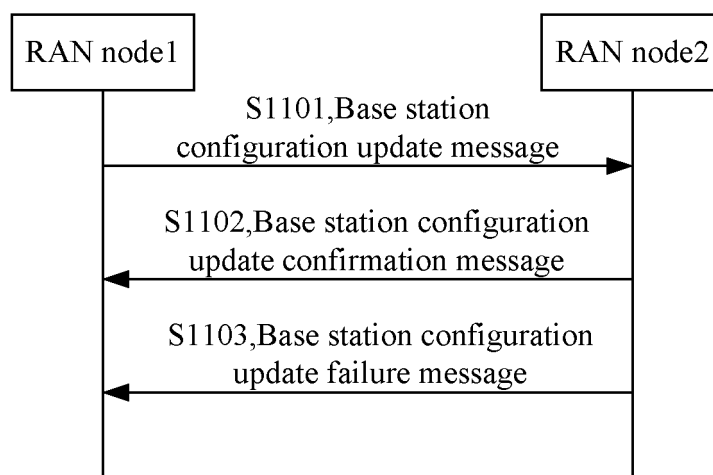 RAN node1
RAN node2
S1101,Base station
configuration update message
S1102,Base station configuration
update confirmation message
S1103,Base station configuration
update failure message